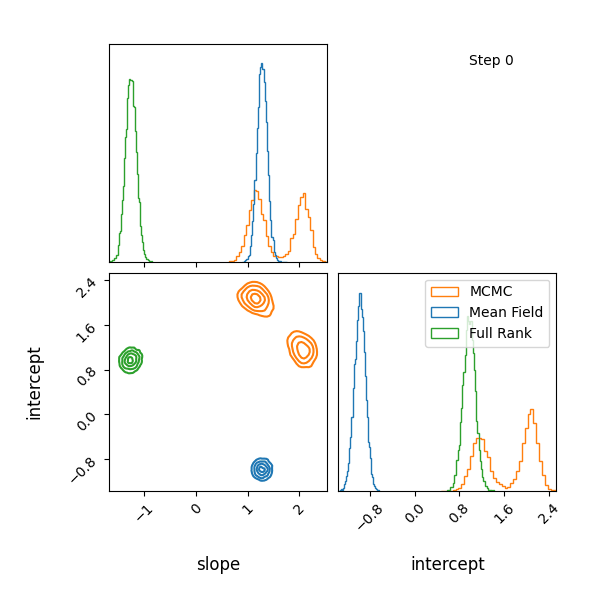 Step 0
MCMC
Mean Field
Full Rank
intercept
2.4
1.6
0.8
0.0
−0.8
−1
0
1
2
−0.8
0.0
0.8
1.6
2.4
slope
intercept